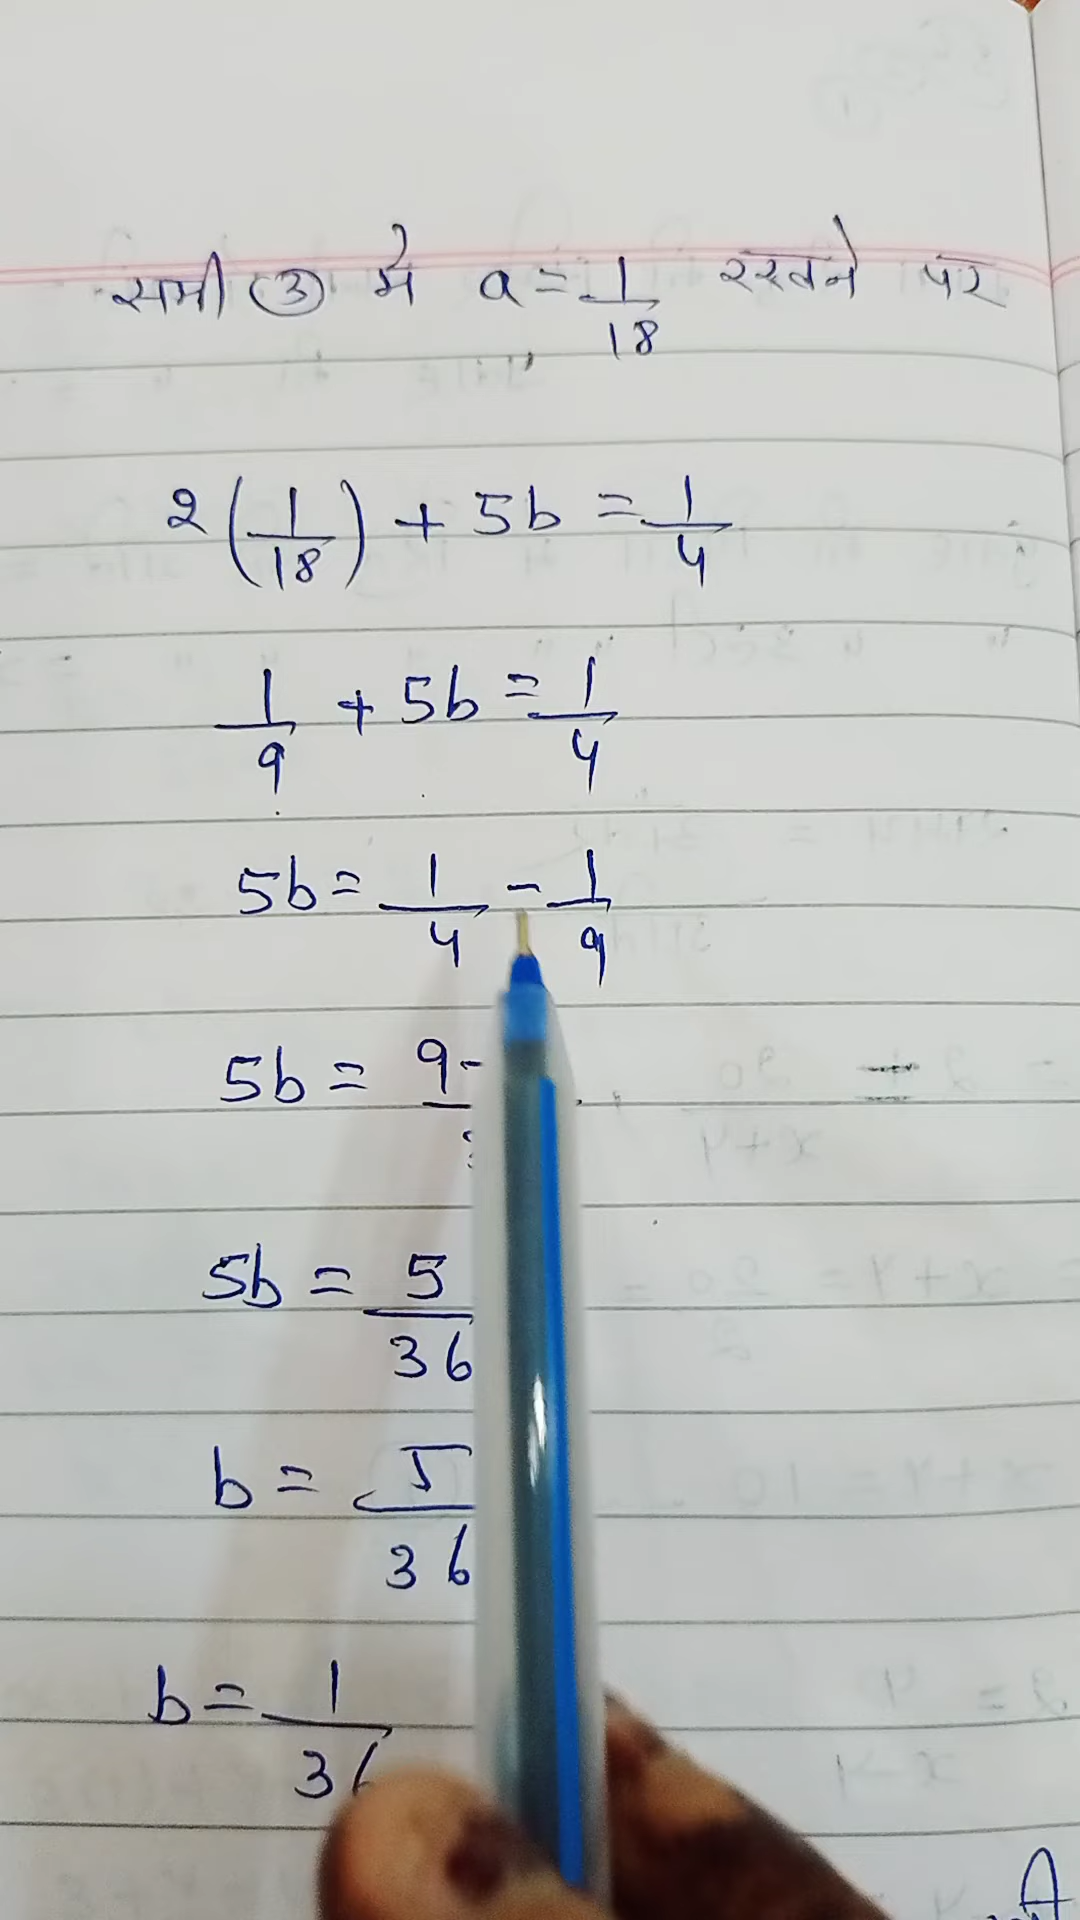 समी ③ में a = 1/18 रखने पर
2(1/18) + 5b = 1/4
1/9 + 5b = 1/4
5b = 1/4 - 1/9
5b = 9-
5b = 5/36
b = 5/36
b = 1/36